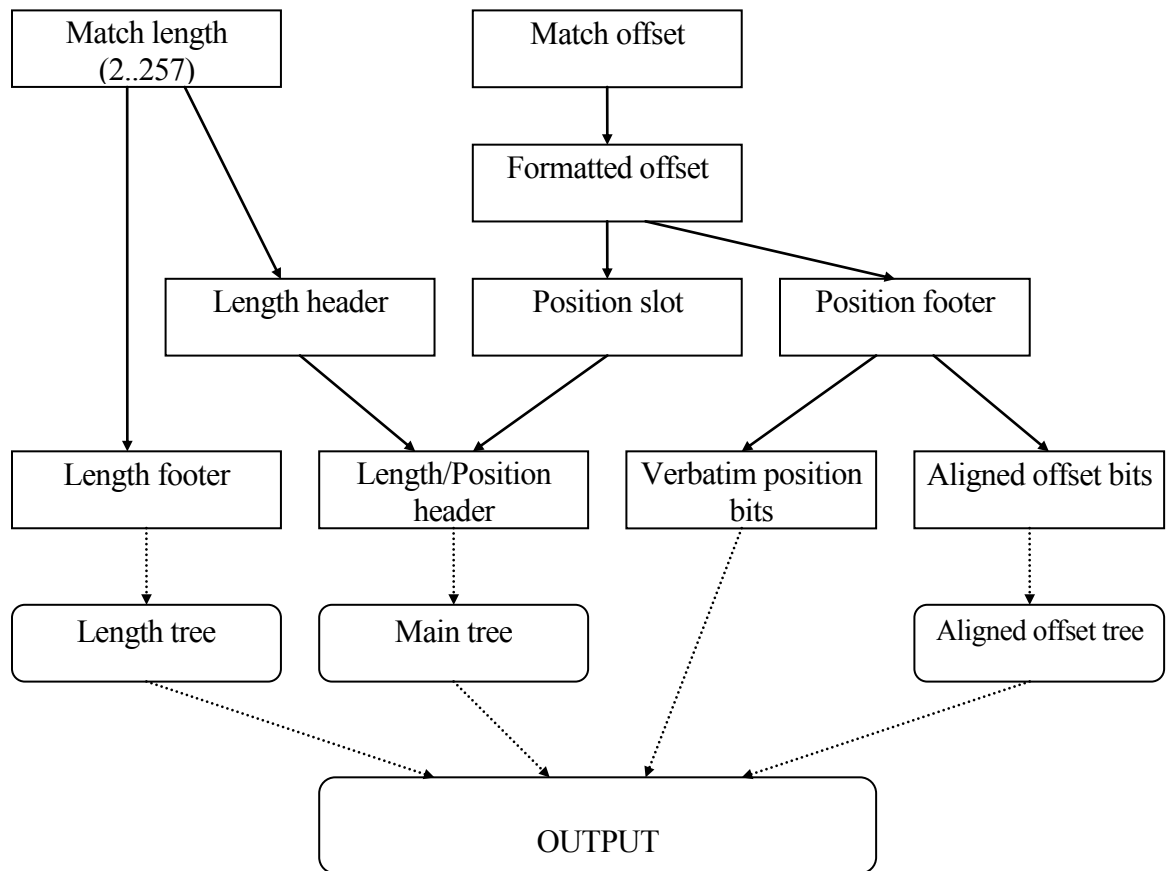 Match length
(2..257)
Match offset
Formatted offset
Length header
Position slot
Position footer
Length footer
Length/Position
header
Verbatim position
bits
Aligned offset bits
Length tree
Main tree
Aligned offset tree
OUTPUT